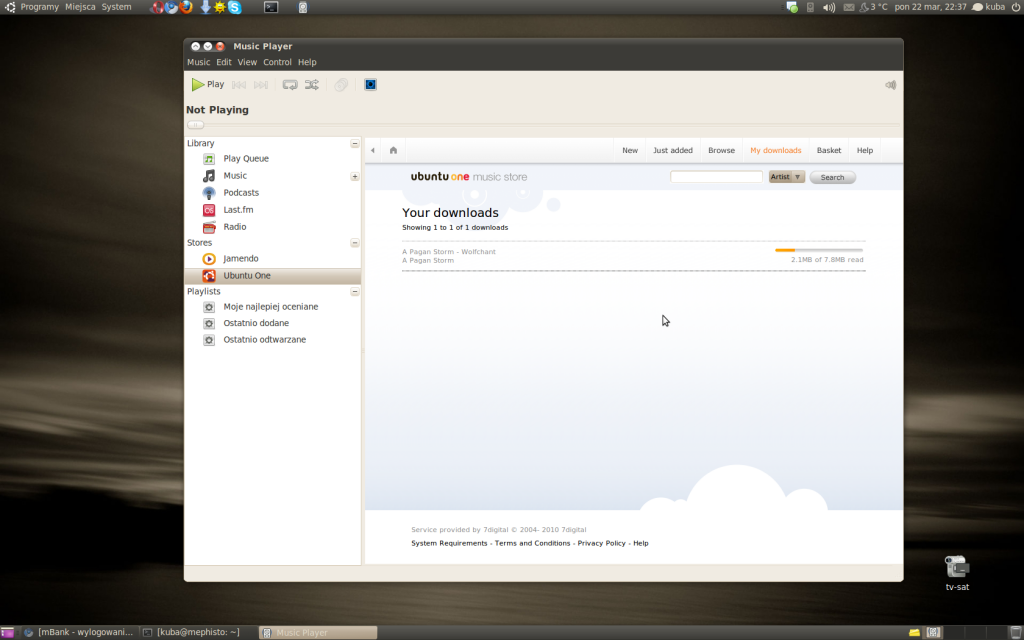 Programy Miejsca System
3 °C pon 22 mar, 22:37 kuba
Music Player
Music Edit View Control Help
Play
Not Playing
Library
Play Queue
Music
Podcasts
Last.fm
Radio
Stores
Jamendo
Ubuntu One
Playlists
Moje najlepiej oceniane
Ostatnio dodane
Ostatnio odtwarzane
New Just added Browse My downloads Basket Help
ubuntu one music store
Artist Search
Your downloads
Showing 1 to 1 of 1 downloads
A Pagan Storm - Wolfchant
A Pagan Storm
2.1MB of 7.8MB read
Service provided by 7digital © 2004- 2010 7digital
System Requirements - Terms and Conditions - Privacy Policy - Help
tv-sat
[mBank - wylogowani... [kuba@mephisto: ~] Music Player